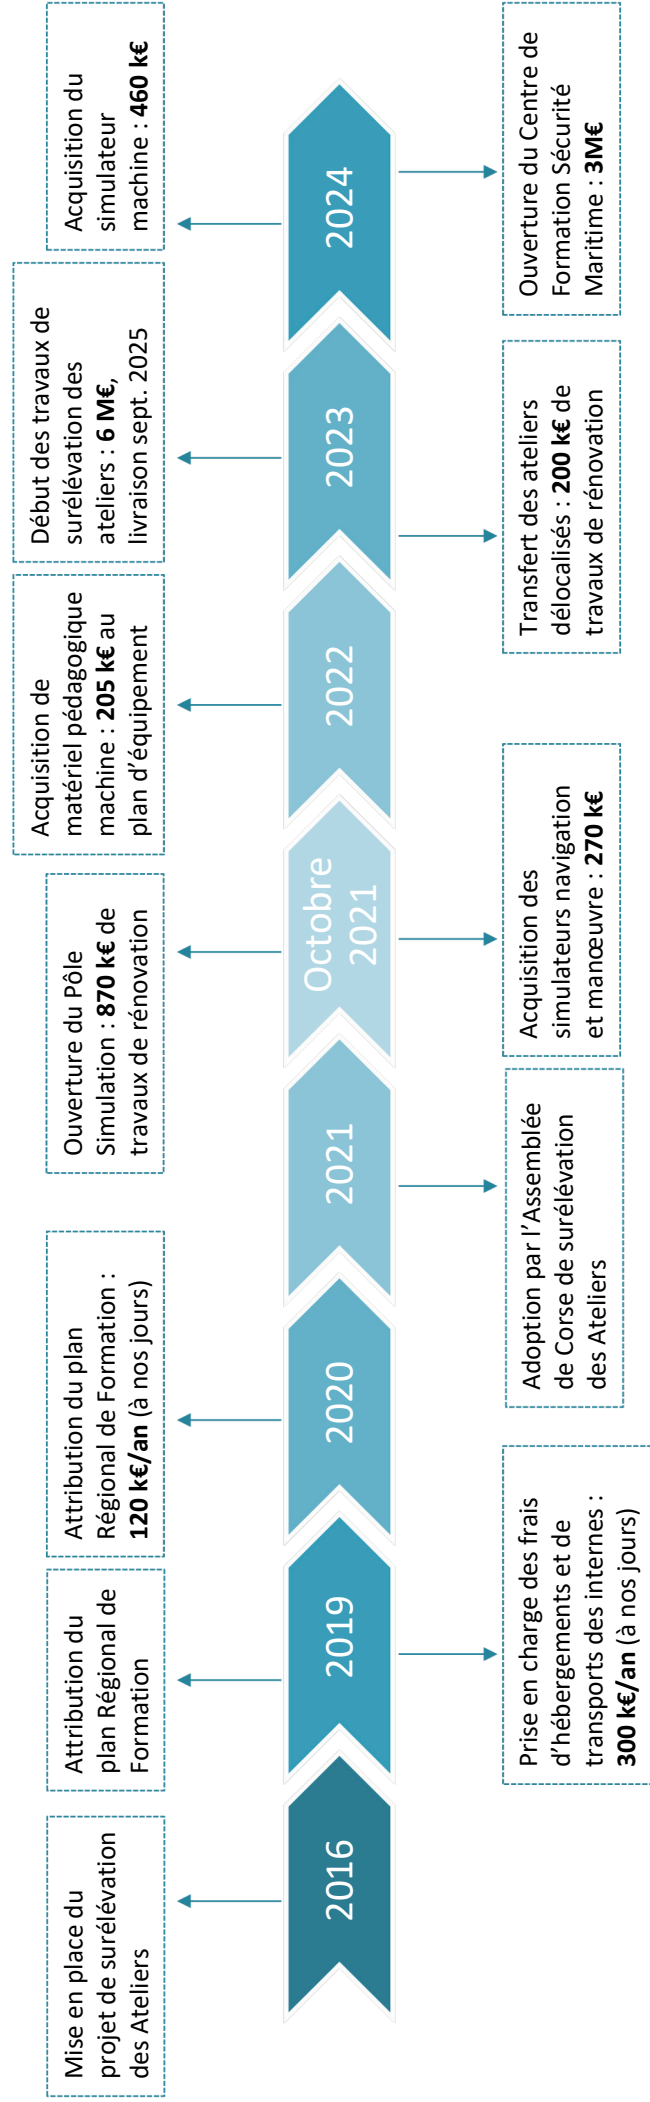 Mise en place du
projet de surélévation
des Ateliers
Attribution du
plan Régional de
Formation
Attribution du plan
Régional de Formation :
120 k€/an (à nos jours)
Ouverture du Pôle
Simulation : 870 k€ de
travaux de rénovation
Acquisition de
matériel pédagogique
machine : 205 k€ au
plan d’équipement
Début des travaux de
surélévation des
ateliers : 6 M€,
livraison sept. 2025
Acquisition du
simulateur
machine : 460 k€
2016
2019
2020
2021
Octobre
2021
2022
2023
2024
Prise en charge des frais
d’hébergements et de
transports des internes :
300 k€/an (à nos jours)
Adoption par l’Assemblée
de Corse de surélévation
des Ateliers
Acquisition des
simulateurs navigation
et manœuvre : 270 k€
Transfert des ateliers
délocalisés : 200 k€ de
travaux de rénovation
Ouverture du Centre de
Formation Sécurité
Maritime : 3M€